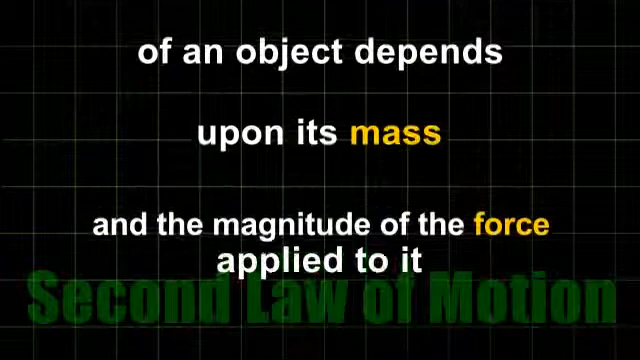 of an object depends
upon its mass
and the magnitude of the force
applied to it
Second Law of Motion